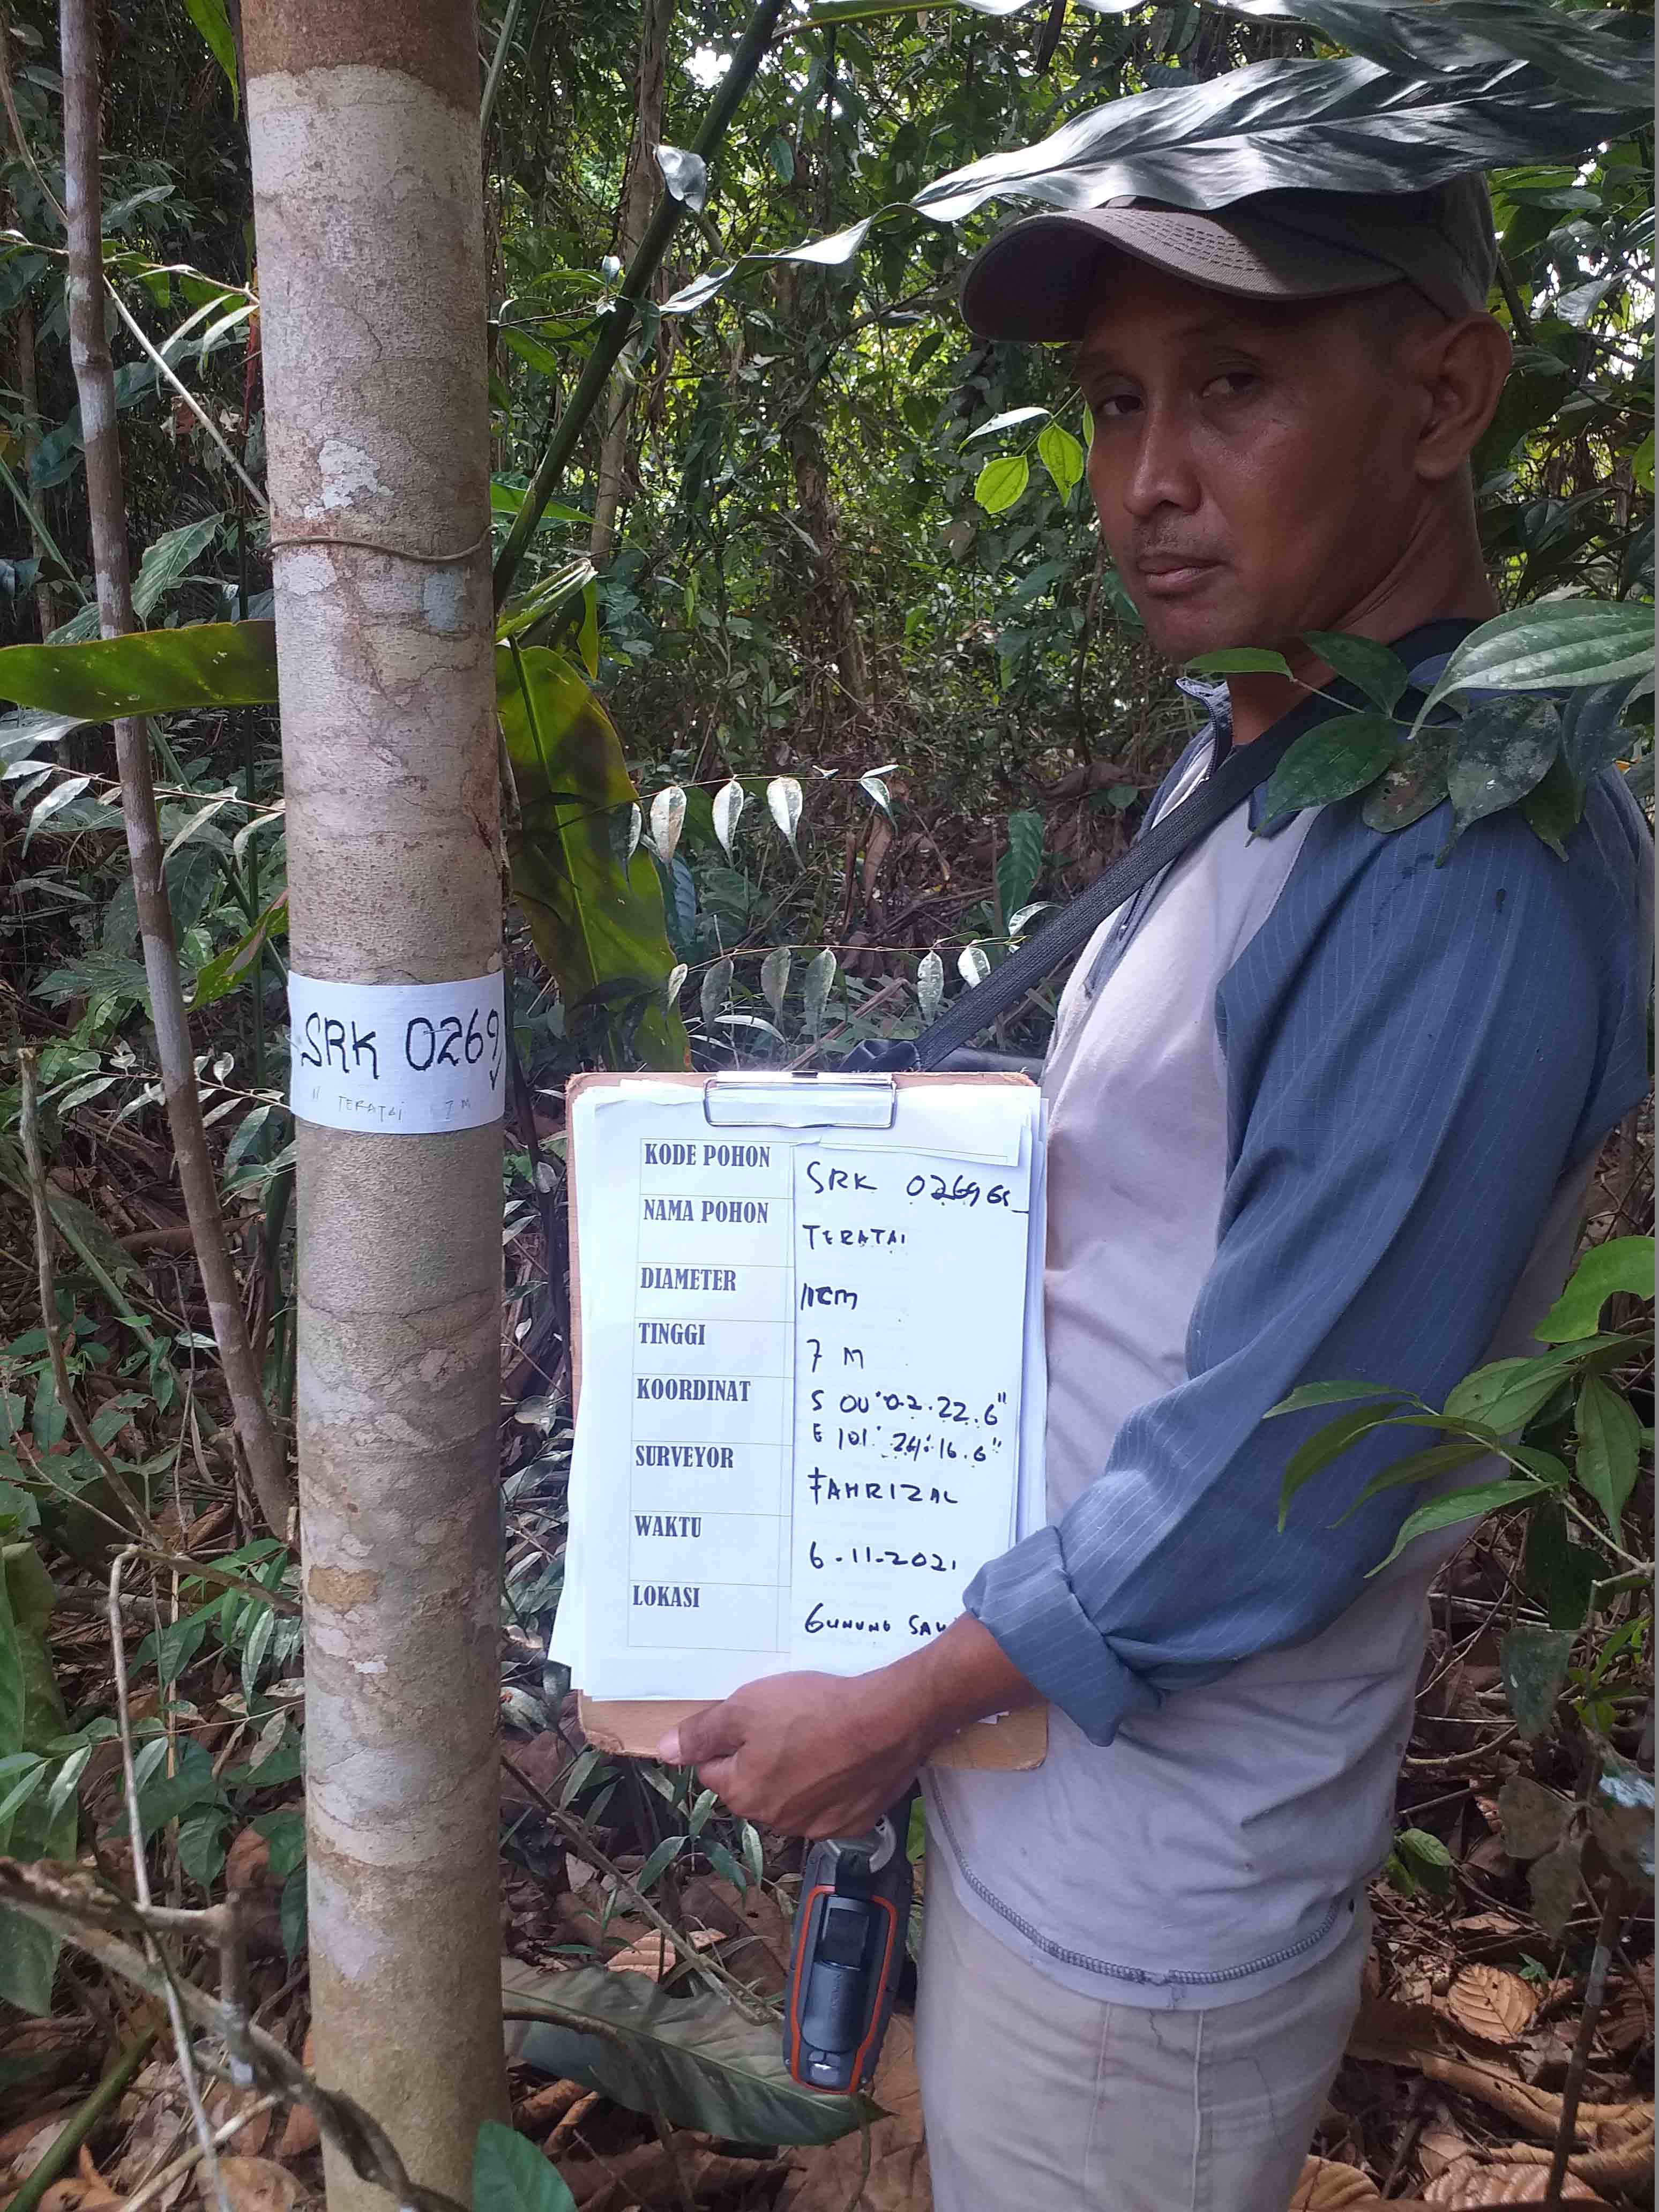 SRK 0269
11 TERATAI 7 M
KODE POHON SRK 0269
NAMA POHON TERATAI
DIAMETER 11CM
TINGGI 7 M
KOORDINAT S 00° 02. 22.6"
E 101° 24' 16.6"
SURVEYOR FAHRIZAL
WAKTU 6-11-2021
LOKASI GUNUNG